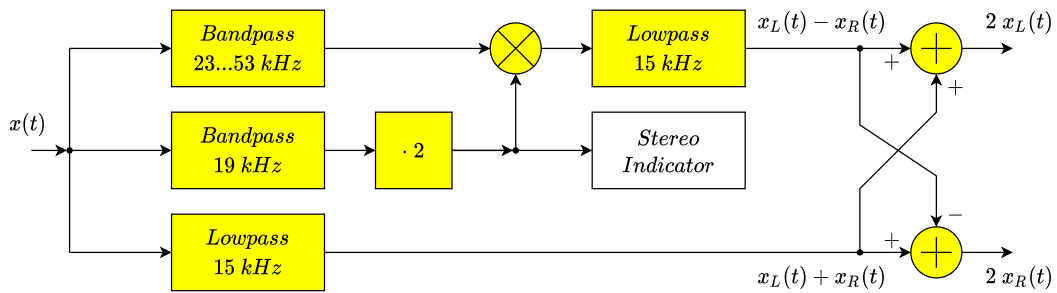 x_L(t) − x_R(t)
2 x_L(t)
Bandpass
23...53 kHz
Lowpass
15 kHz
+
+
x(t)
Bandpass
19 kHz
· 2
Stereo
Indicator
Lowpass
15 kHz
+
−
x_L(t) + x_R(t)
2 x_R(t)